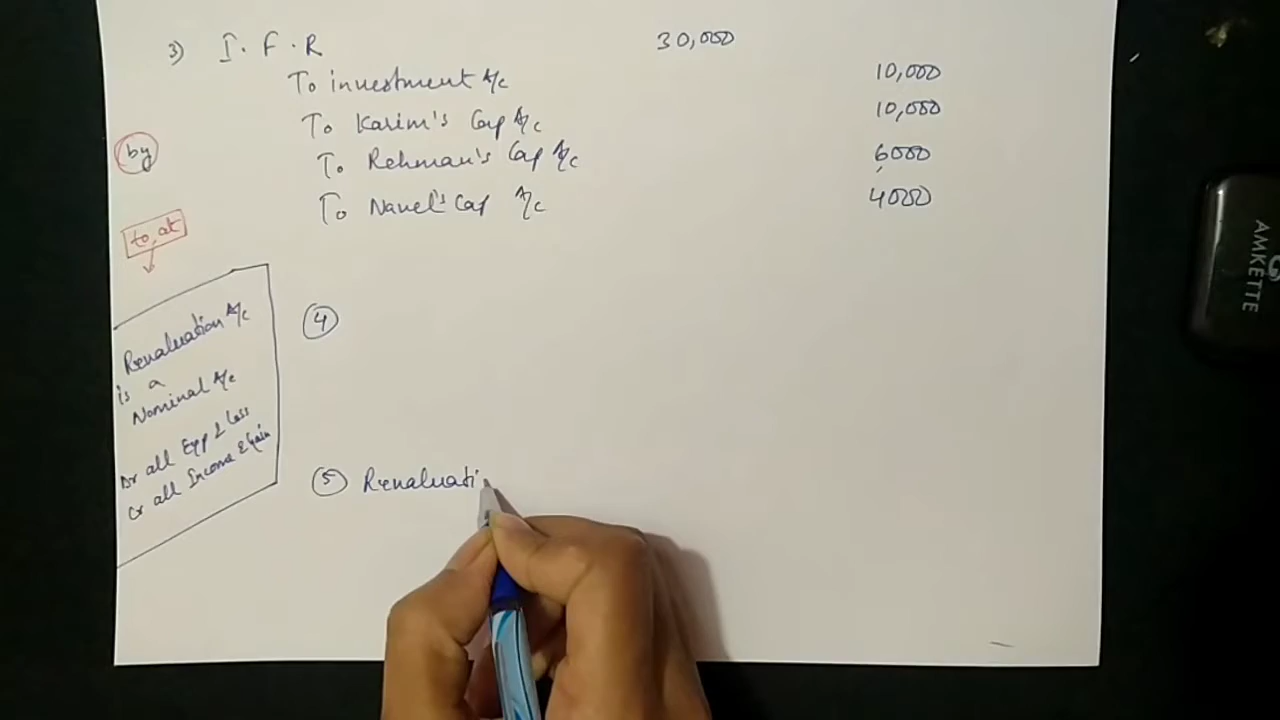 3) I. F. R 30,000
To investment A/c 10,000
To Karim's Cap A/c 10,000
To Rehman's Cap A/c 6000
To Navel's Cap A/c 4000
by
to, at
Revaluation A/c
is a
Nominal A/c
Dr all Exp & Loss
Cr all Income & Gain
4
5 Revaluati
AMKETTE